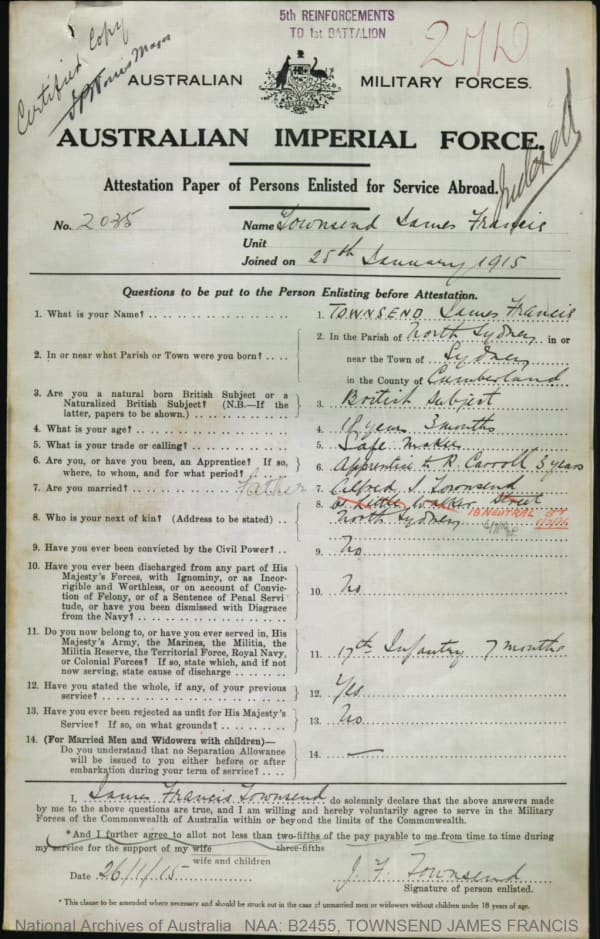 5th REINFORCEMENTS
TO 1st BATTALION
Certified Copy
Major
AUSTRALIAN MILITARY FORCES.
AUSTRALIAN IMPERIAL FORCE.
Attestation Paper of Persons Enlisted for Service Abroad.
No. 2035 Name Townsend James Francis
Unit
Joined on 25th January 1915
Questions to be put to the Person Enlisting before Attestation.
1. What is your Name? 1. TOWNSEND James Francis
2. In or near what Parish or Town were you born? 2. In the Parish of North Sydney in or
near the Town of Sydney
in the County of Cumberland
3. Are you a natural born British Subject or a
Naturalized British Subject? (N.B.—If the
latter, papers to be shown.) 3. British Subject
4. What is your age? 4. 18 years 3 months
5. What is your trade or calling? 5. Safe Maker
6. Are you, or have you been, an Apprentice? If so,
where, to whom, and for what period? 6. Apprentice to R. Carroll 3 years
7. Are you married? Father 7. Alfred J. Townsend
8. Who is your next of kin? (Address to be stated) 8. Little Walker Street
North Sydney
18 NEUTRAL ST
9. Have you ever been convicted by the Civil Power? 9. No
10. Have you ever been discharged from any part of His
Majesty's Forces, with Ignominy, or as Incor-
rigible and Worthless, or on account of Convic-
tion of Felony, or of a Sentence of Penal Servi
tude, or have you been Dismissed with Disgrace
from the Navy? 10. No
11. Do you now belong to, or have you ever served in, His
Majesty's Army, the Marines, the Militia, the
Militia Reserve, the Territorial Force, Royal Navy,
or Colonial Forces? If so, state which, and if not
now serving, state cause of discharge 11. 17th Infantry 7 months
12. Have you stated the whole, if any, of your previous
service? 12. Yes
13. Have you ever been rejected as unfit for His Majesty's
Service? If so, on what grounds? 13. No
14. (For Married Men and Widowers with children)—
Do you understand that no Separation Allowance
will be issued to you either before or after
embarkation during your term of service? 14. —
I, James Francis Townsend do solemnly declare that the above answers made
by me to the above questions are true, and I am willing and hereby voluntarily agree to serve in the Military
Forces of the Commonwealth of Australia within or beyond the limits of the Commonwealth.
*And I further agree to allot not less than two-fifths of the pay payable to me from time to time during
my service for the support of my wife three-fifths
wife and children
Date 26/1/15 J. F. Townsend
Signature of person enlisted.
* This clause to be amended where necessary and should be struck out in the case of unmarried men or widowers without children under 18 years of age.
National Archives of Australia NAA: B2455, TOWNSEND JAMES FRANCIS